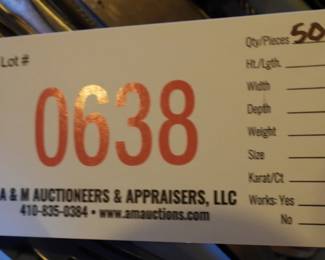 Lot #
0638
A & M AUCTIONEERS & APPRAISERS, LLC
410-835-0384 • www.amauctions.com
Qty/Pieces 50
Ht./Lgth.
Width
Depth
Weight
Size
Karat/Ct
Works: Yes
No